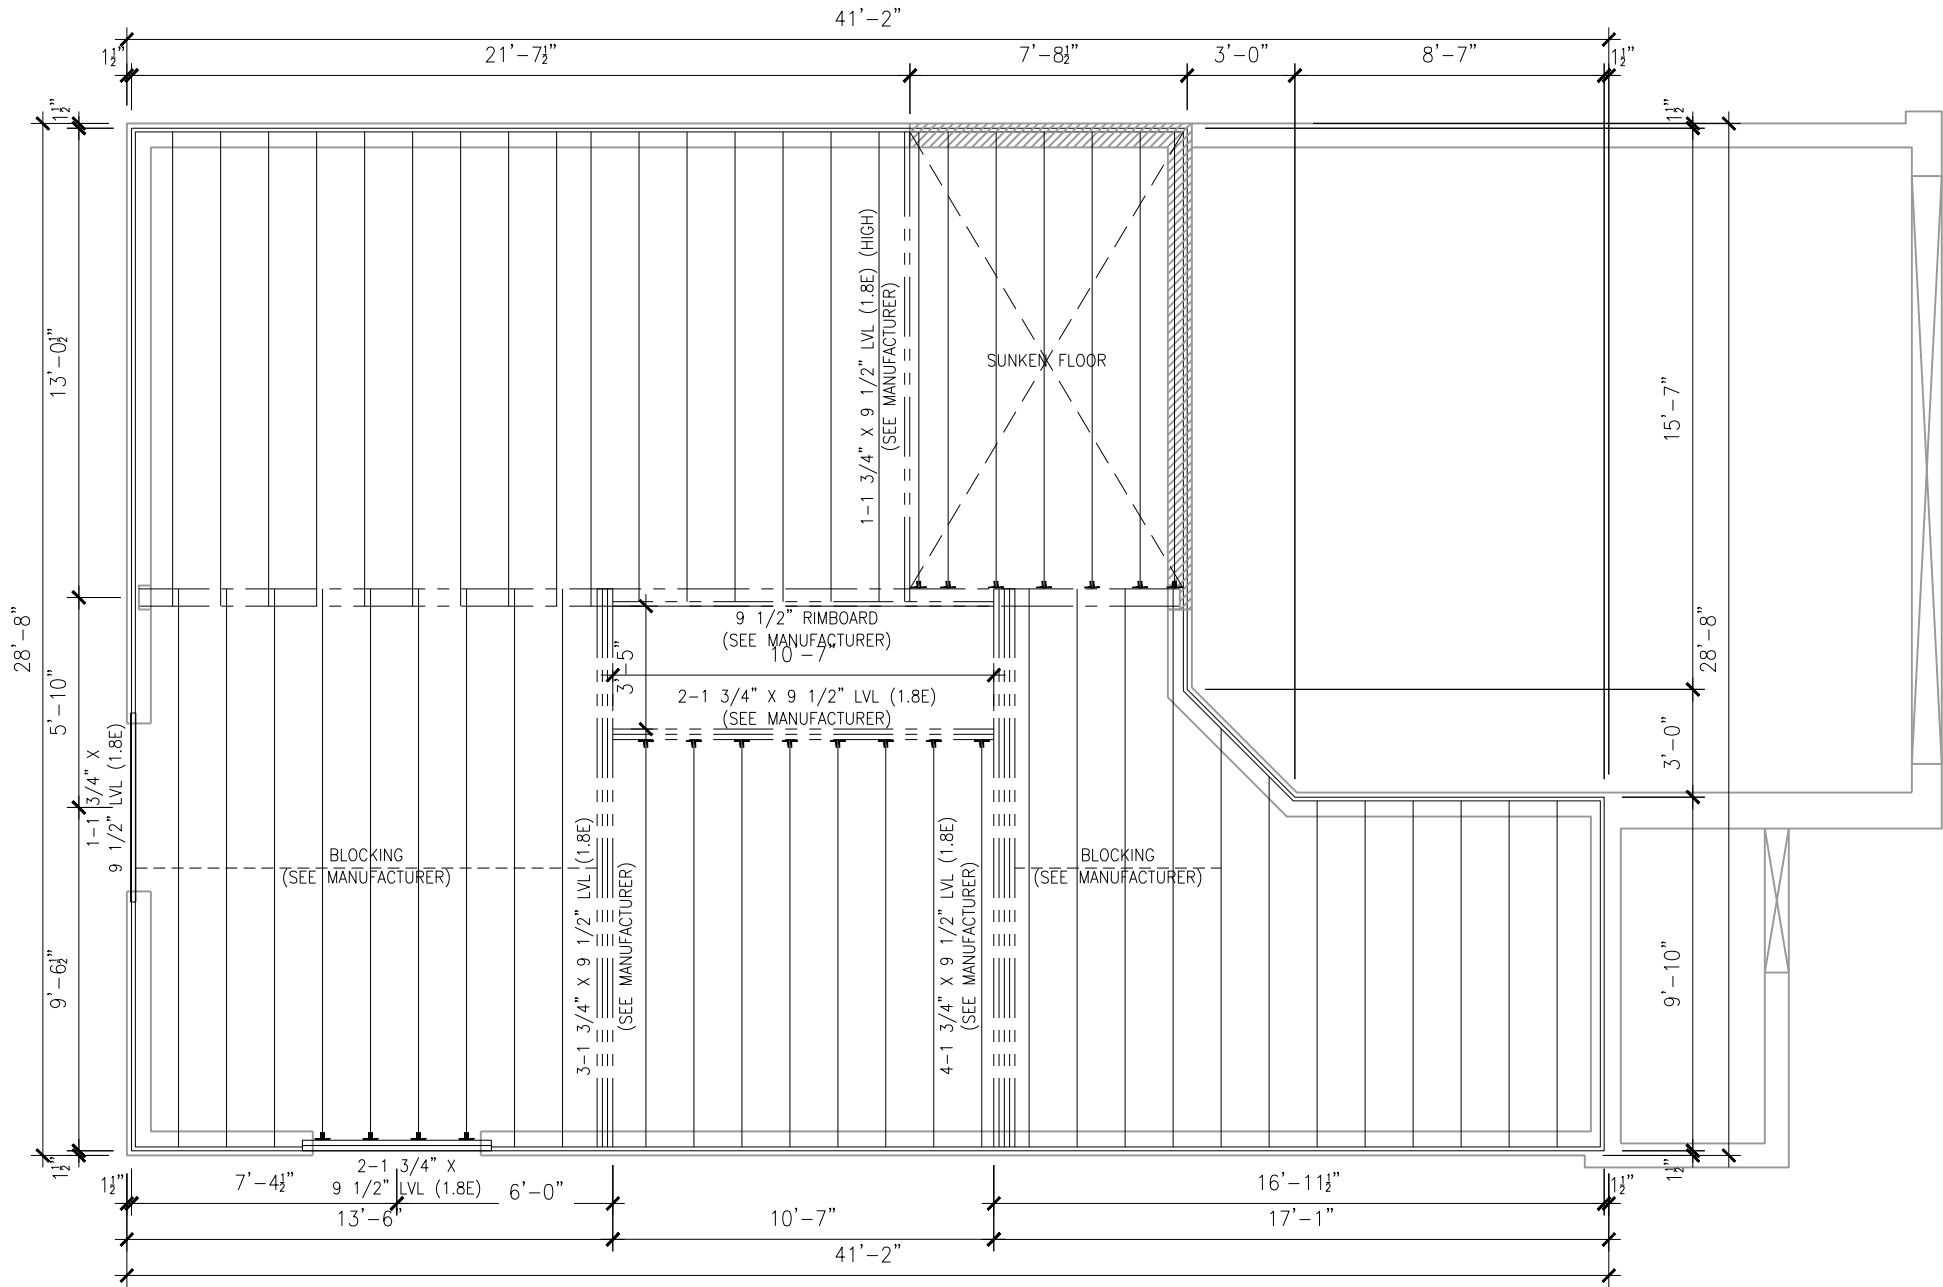 41'-2"
1½"
21'-7½"
7'-8½"
3'-0"
8'-7"
1½"
1½"
1½"
13'-0½"
1-1 3/4" X 9 1/2" LVL (1.8E) (HIGH)
(SEE MANUFACTURER)
SUNKEN FLOOR
15'-7"
28'-8"
28'-8"
9 1/2" RIMBOARD
(SEE MANUFACTURER)
10'-7"
3'-5"
2-1 3/4" X 9 1/2" LVL (1.8E)
(SEE MANUFACTURER)
5'-10"
3'-0"
1-1 3/4" X
9 1/2" LVL (1.8E)
BLOCKING
(SEE MANUFACTURER)
3-1 3/4" X 9 1/2" LVL (1.8E)
(SEE MANUFACTURER)
4-1 3/4" X 9 1/2" LVL (1.8E)
(SEE MANUFACTURER)
BLOCKING
(SEE MANUFACTURER)
9'-6½"
9'-10"
1½"
1½"
1½"
7'-4½"
2-1 3/4" X
9 1/2" LVL (1.8E)
6'-0"
16'-11½"
1½"
13'-6"
10'-7"
17'-1"
41'-2"